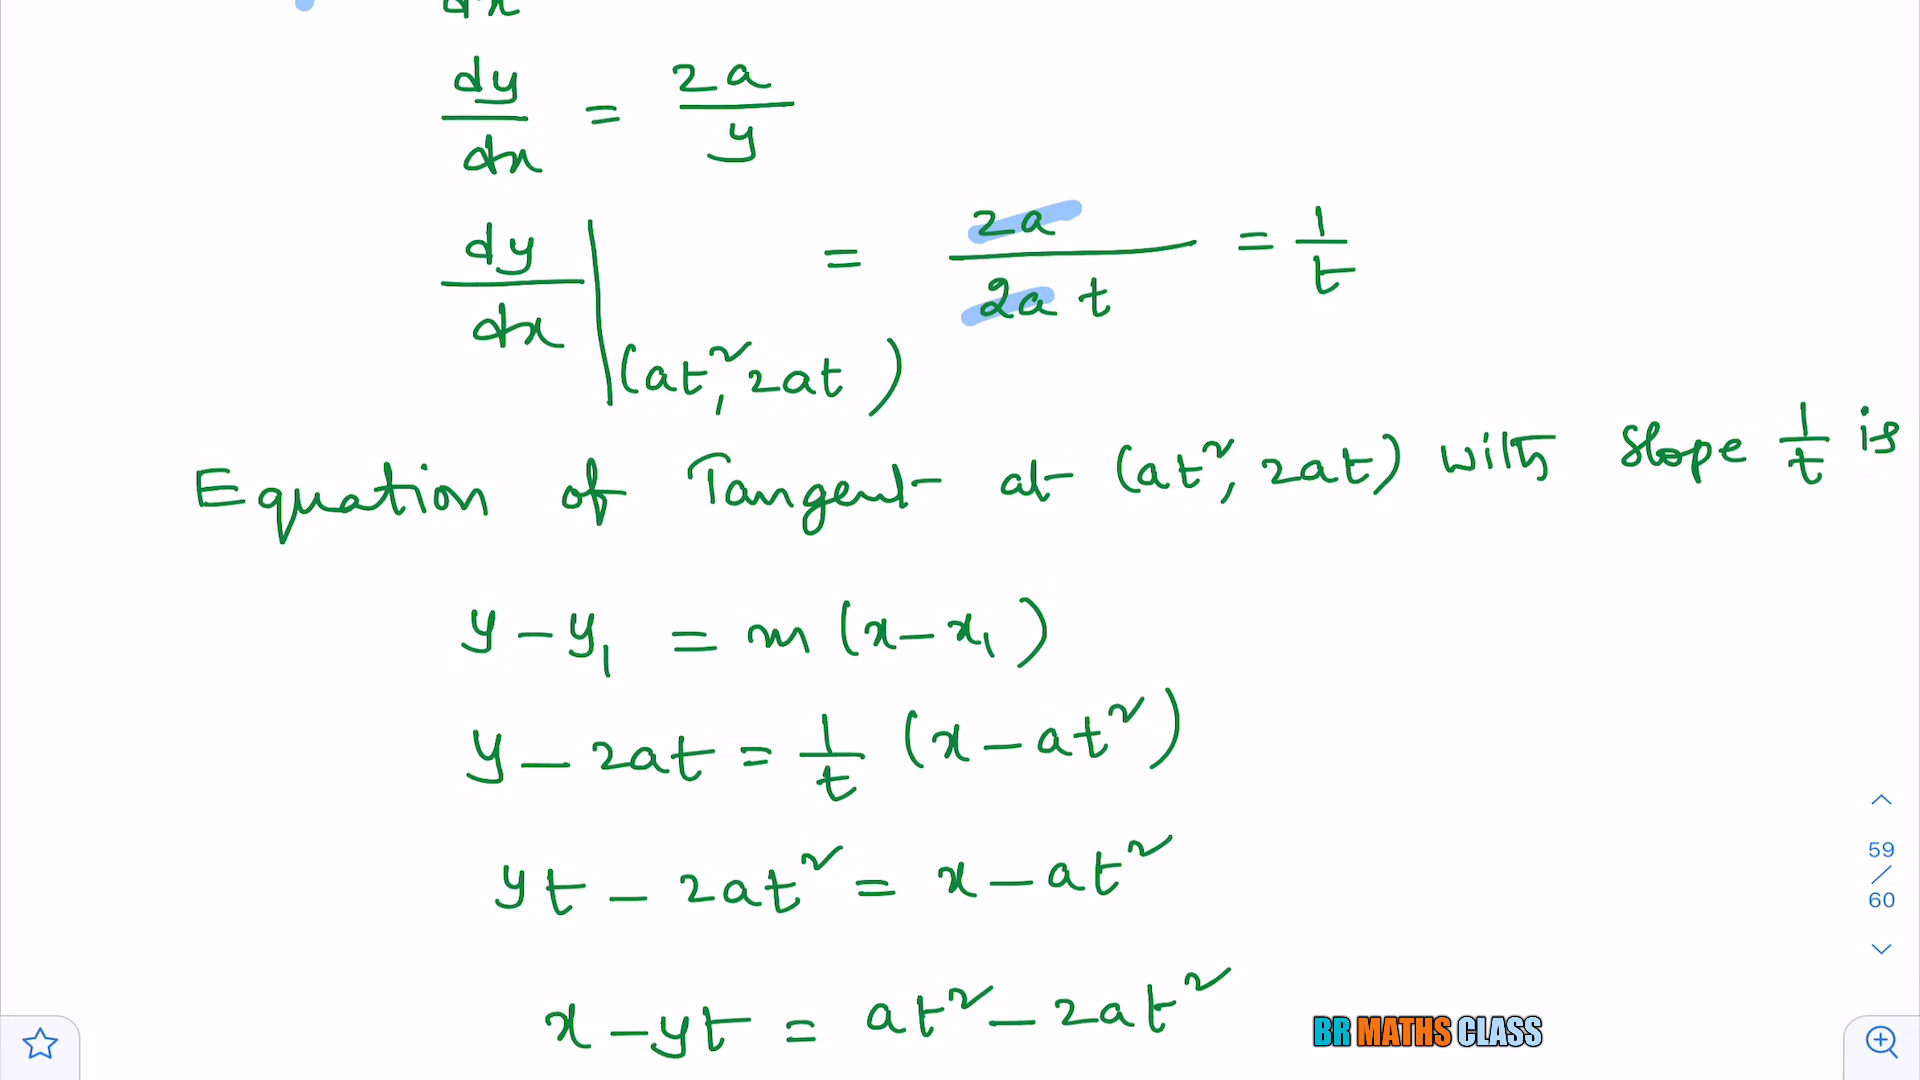 dx
dy/dx = 2a/y
dy/dx|(at², 2at) = 2a/2at = 1/t
Equation of Tangent at (at², 2at) with slope 1/t is
y - y₁ = m(x - x₁)
y - 2at = 1/t (x - at²)
yt - 2at² = x - at²
x - yt = at² - 2at²
59
/
60
BR MATHS CLASS